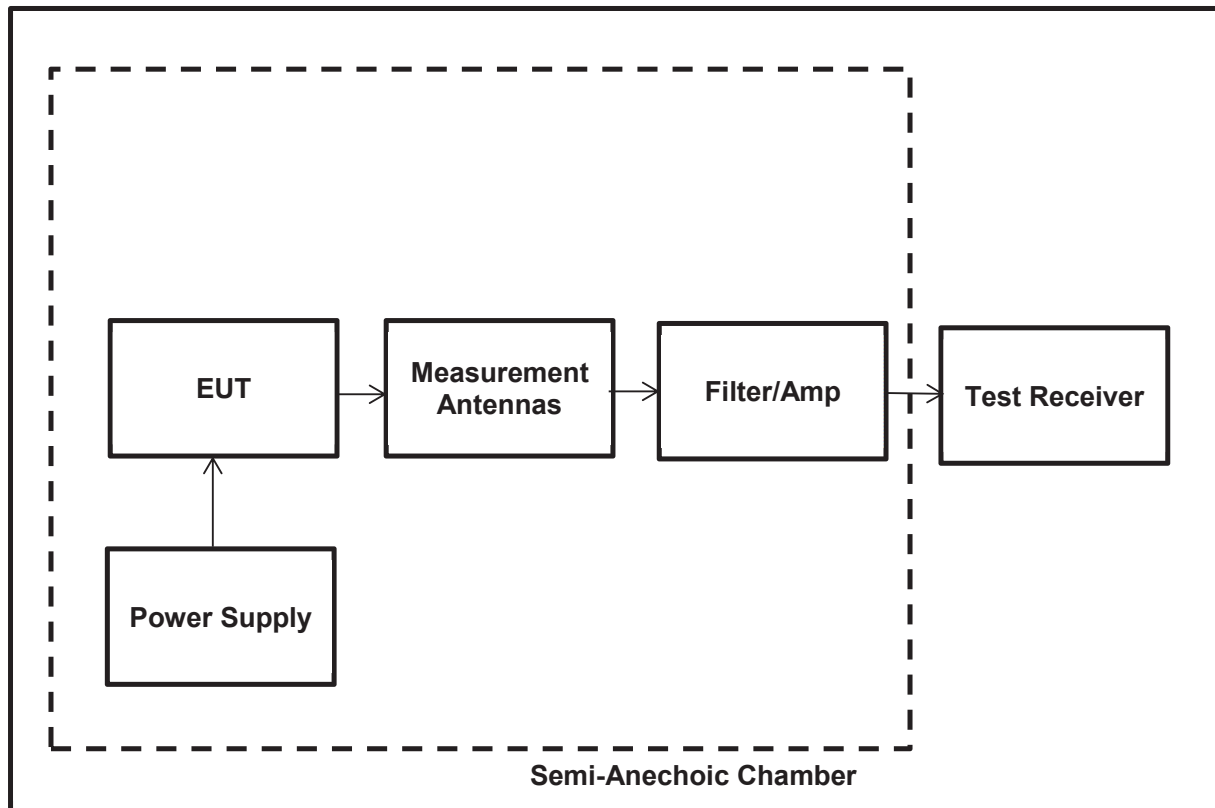 EUT
Measurement
Antennas
Filter/Amp
Test Receiver
Power Supply
Semi-Anechoic Chamber